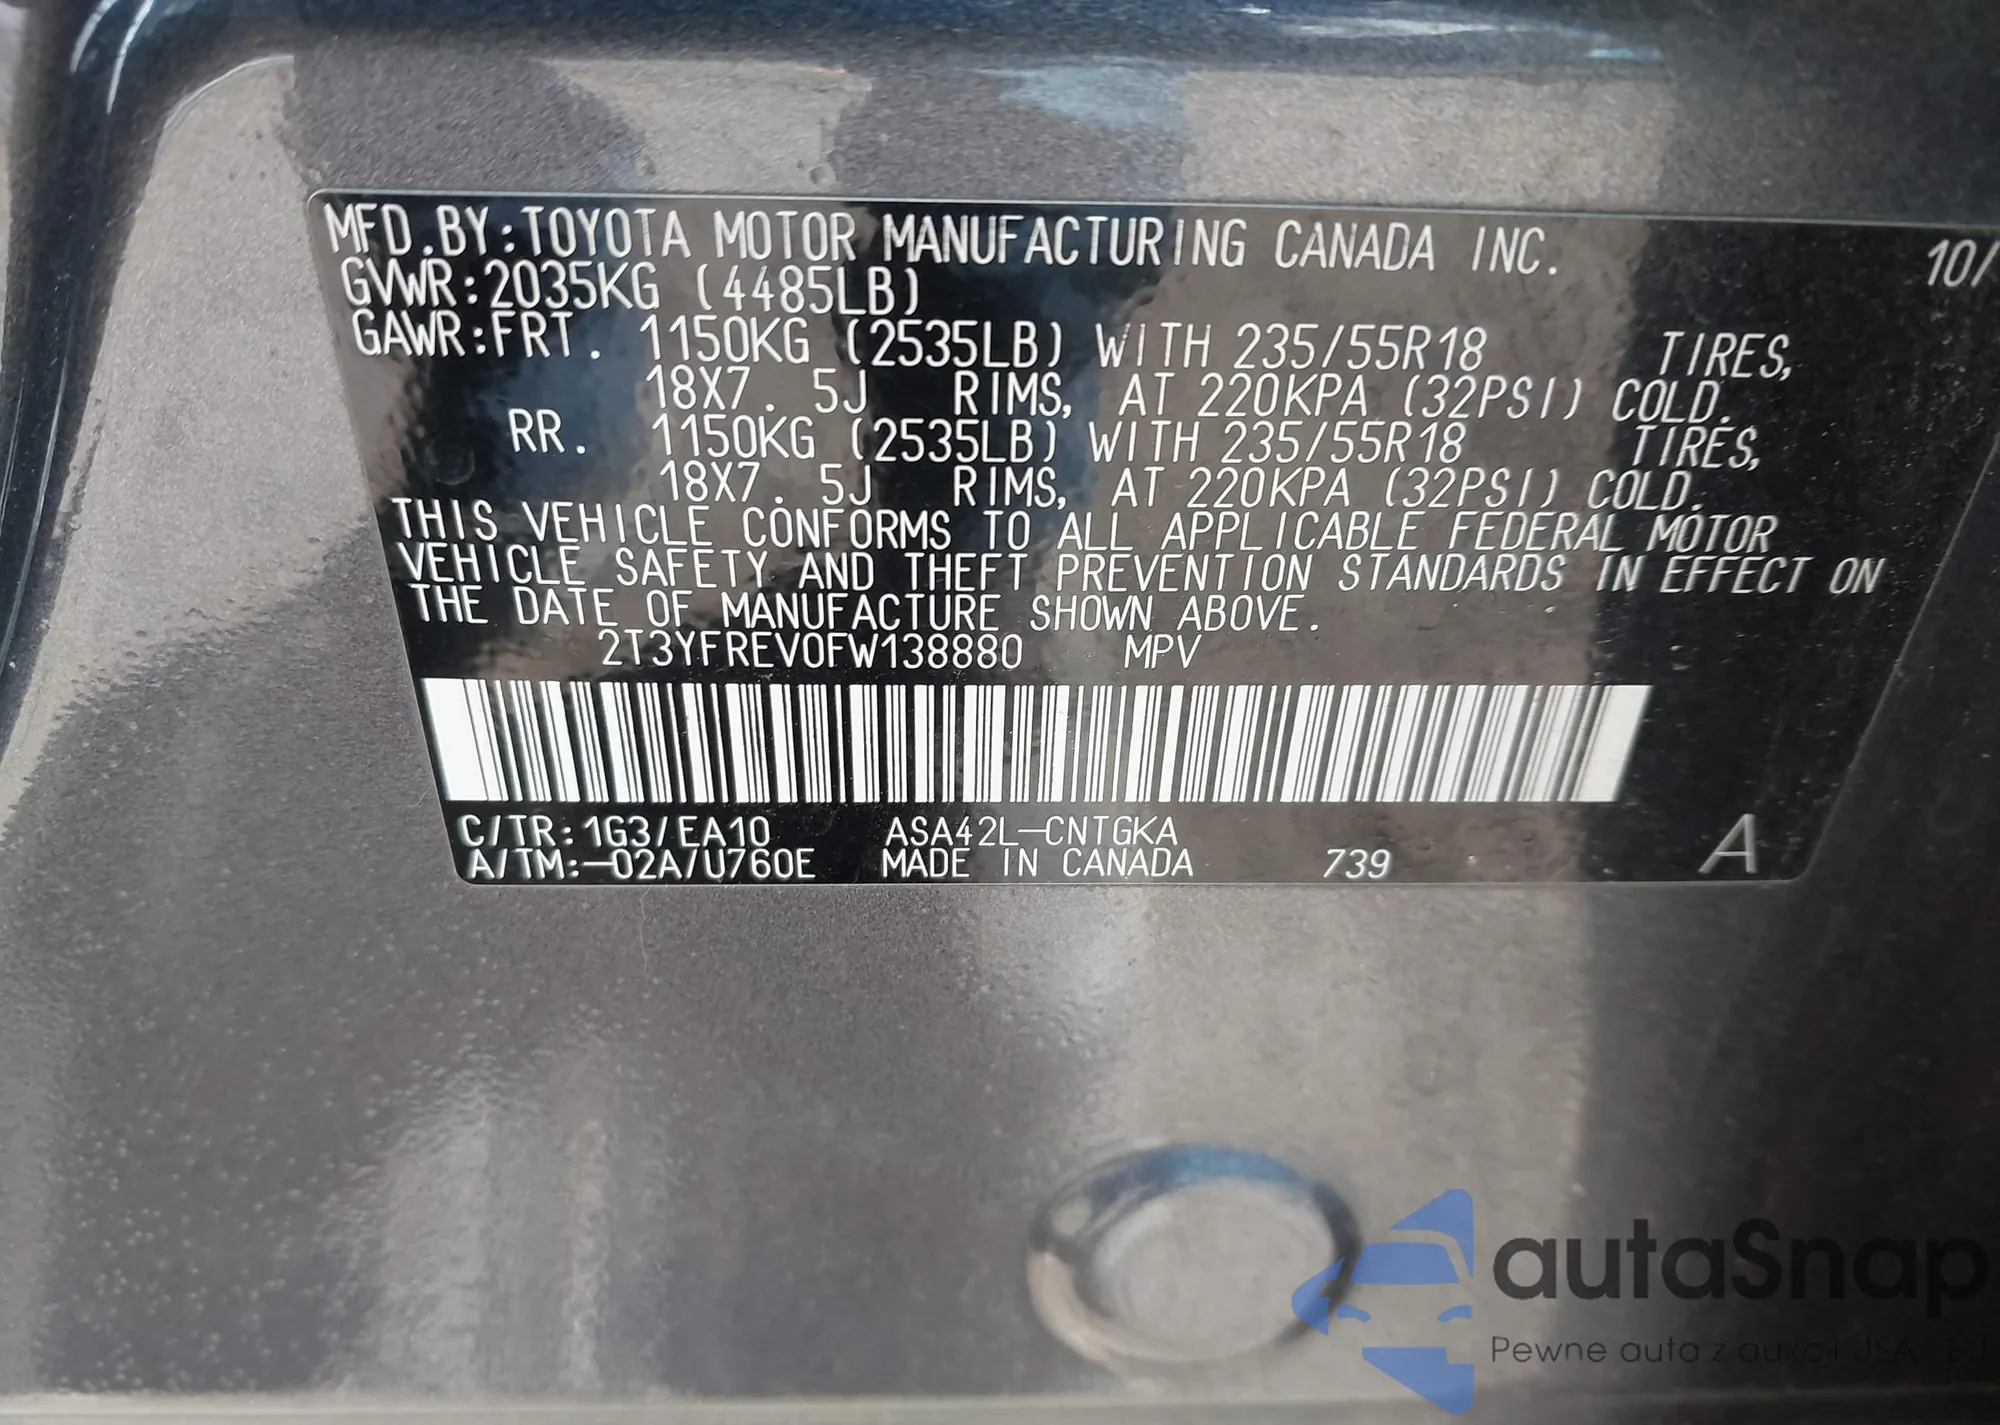 MFD.BY:TOYOTA MOTOR MANUFACTURING CANADA INC. 10/
GVWR:2035KG (4485LB)
GAWR:FRT. 1150KG (2535LB) WITH 235/55R18 TIRES,
18X7.5J RIMS, AT 220KPA (32PSI) COLD.
RR. 1150KG (2535LB) WITH 235/55R18 TIRES,
18X7.5J RIMS, AT 220KPA (32PSI) COLD.
THIS VEHICLE CONFORMS TO ALL APPLICABLE FEDERAL MOTOR
VEHICLE SAFETY AND THEFT PREVENTION STANDARDS IN EFFECT ON
THE DATE OF MANUFACTURE SHOWN ABOVE.
2T3YFREV0FW138880 MPV
C/TR:1G3/EA10 ASA42L-CNTGKA
A/TM:-02A/U760E MADE IN CANADA 739 A
autaSnap
Pewne auta z aukcji USA